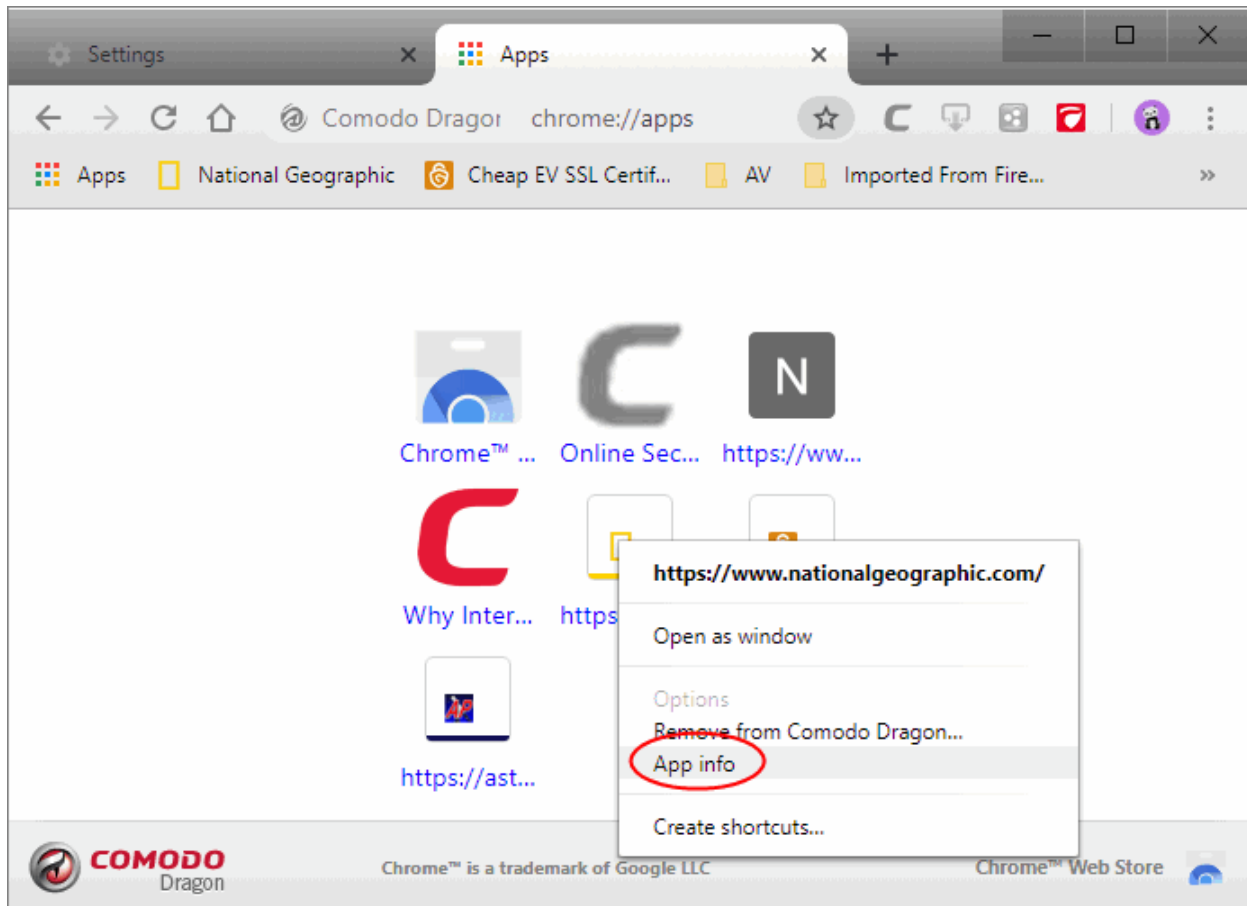 Settings
Apps
Comodo Dragor chrome://apps
Apps National Geographic Cheap EV SSL Certif... AV Imported From Fire...
N
Chrome™ ... Online Sec... https://ww...
Why Inter... https
https://www.nationalgeographic.com/
Open as window
Options
Remove from Comodo Dragon...
App info
Create shortcuts...
AP
https://ast...
COMODO
Dragon
Chrome™ is a trademark of Google LLC
Chrome™ Web Store